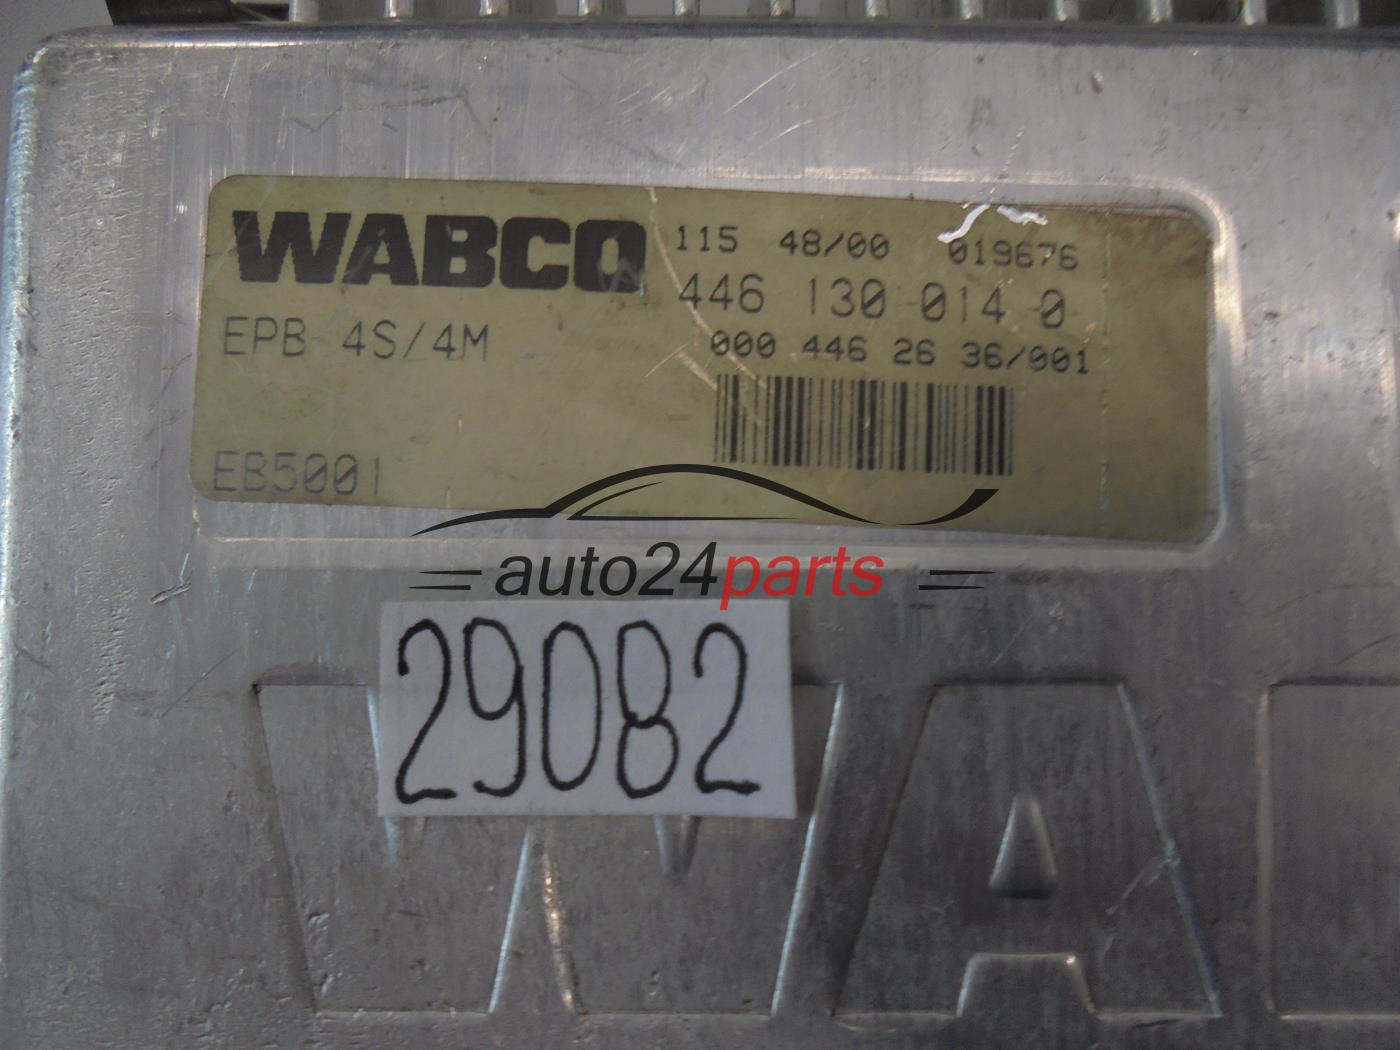 WABCO
115 48/00 019676
446 130 014 0
EPB 4S/4M
000 446 26 36/001
EB5001
auto24parts
29082
WA